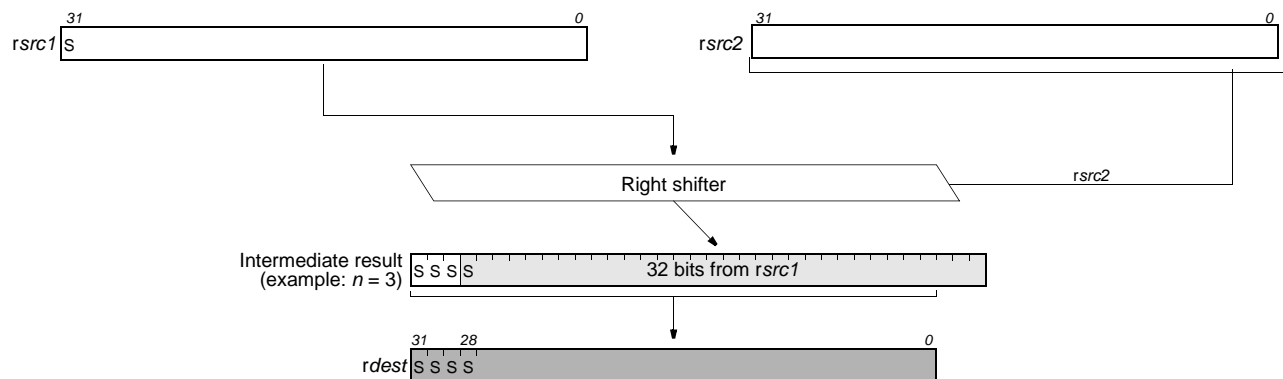 31 0 31 0
rsrc1 S rsrc2
Right shifter rsrc2
Intermediate result
(example: n = 3) S S S S 32 bits from rsrc1
31 28 0
rdest S S S S